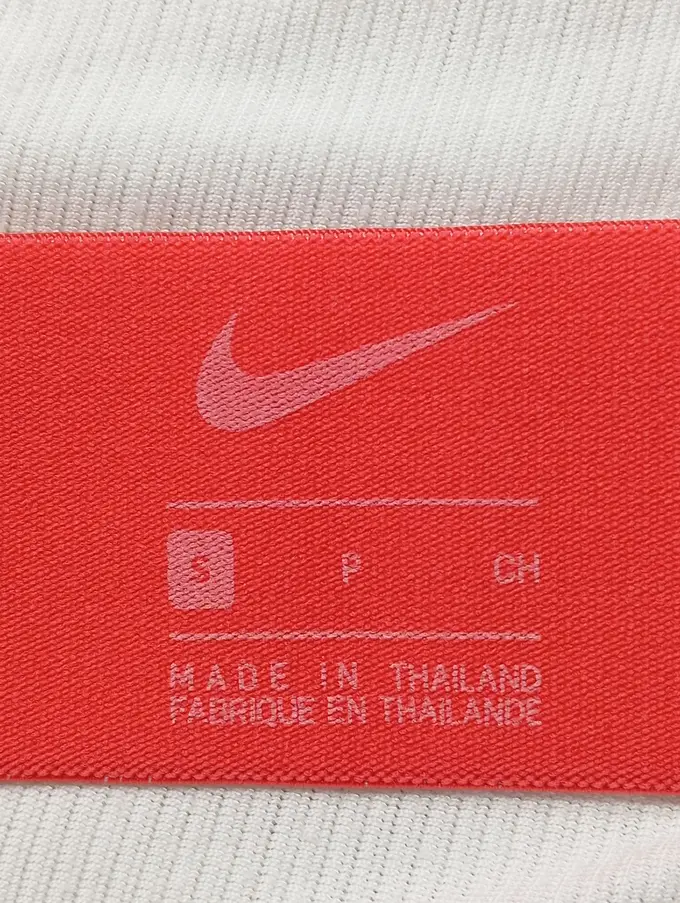 S P CH
MADE IN THAILAND
FABRIQUE EN THAILANDE